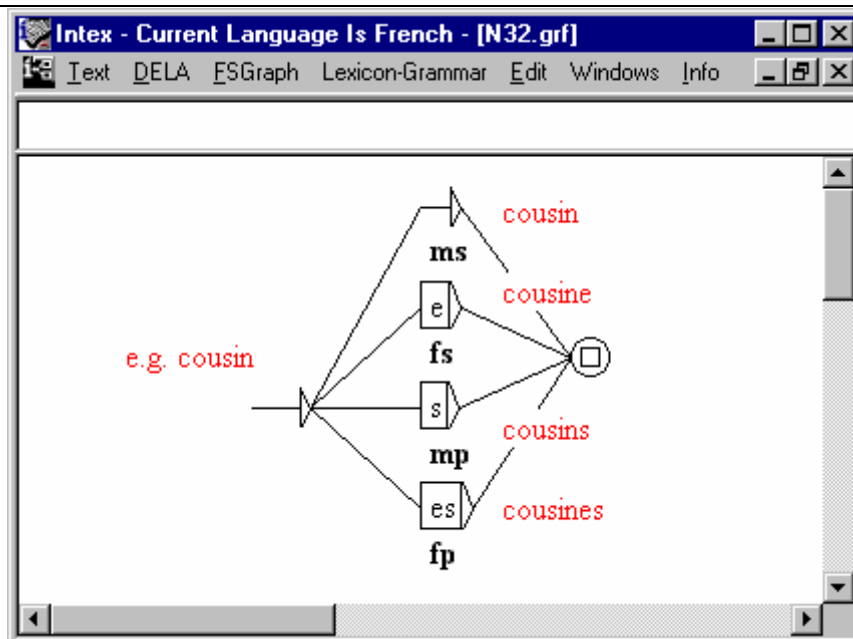 Intex - Current Language Is French - [N32.grf]
Text DELA FSGraph Lexicon-Grammar Edit Windows Info
cousin
ms
cousine
e
fs
e.g. cousin
s
cousins
mp
es
cousines
fp